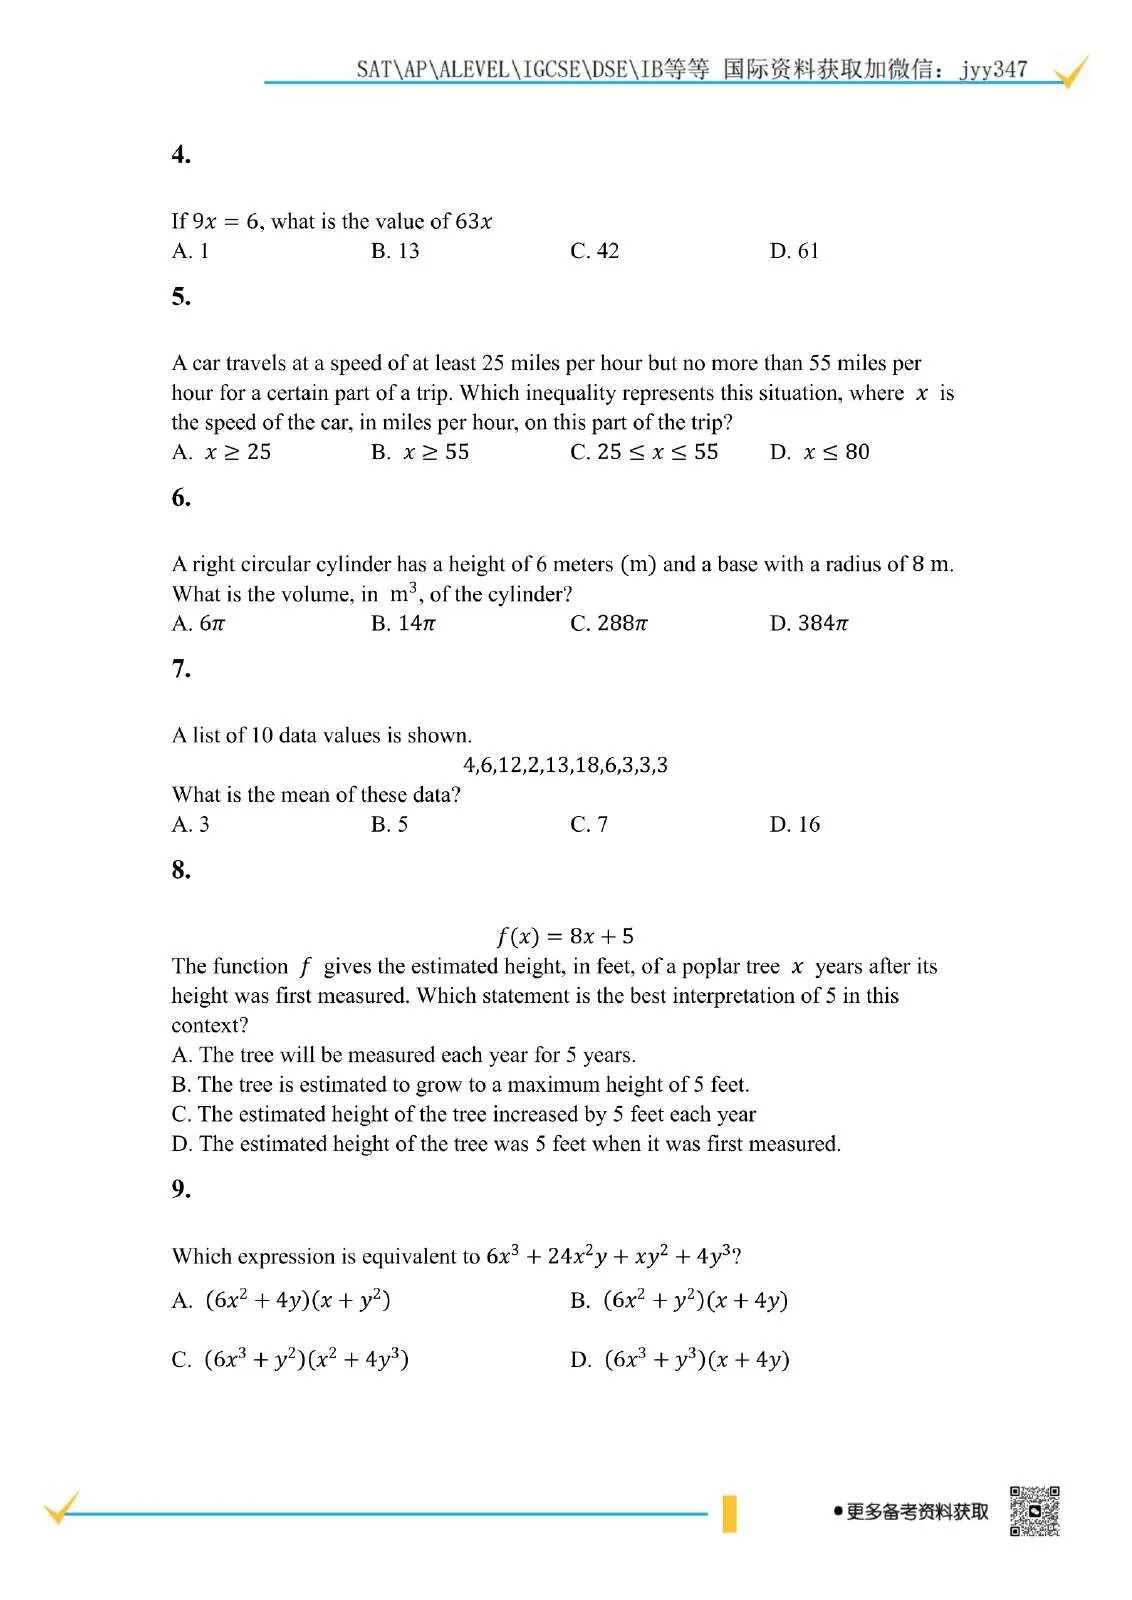 SAT\AP\ALEVEL\IGCSE\DSE\IB等等 国际资料获取加微信：jyy347
4.
If 9x = 6, what is the value of 63x
A. 1 B. 13 C. 42 D. 61
5.
A car travels at a speed of at least 25 miles per hour but no more than 55 miles per
hour for a certain part of a trip. Which inequality represents this situation, where x is
the speed of the car, in miles per hour, on this part of the trip?
A. x ≥ 25 B. x ≥ 55 C. 25 ≤ x ≤ 55 D. x ≤ 80
6.
A right circular cylinder has a height of 6 meters (m) and a base with a radius of 8 m.
What is the volume, in m³, of the cylinder?
A. 6π B. 14π C. 288π D. 384π
7.
A list of 10 data values is shown.
4,6,12,2,13,18,6,3,3,3
What is the mean of these data?
A. 3 B. 5 C. 7 D. 16
8.
f(x) = 8x + 5
The function f gives the estimated height, in feet, of a poplar tree x years after its
height was first measured. Which statement is the best interpretation of 5 in this
context?
A. The tree will be measured each year for 5 years.
B. The tree is estimated to grow to a maximum height of 5 feet.
C. The estimated height of the tree increased by 5 feet each year
D. The estimated height of the tree was 5 feet when it was first measured.
9.
Which expression is equivalent to 6x³ + 24x²y + xy² + 4y³?
A. (6x² + 4y)(x + y²) B. (6x² + y²)(x + 4y)
C. (6x³ + y²)(x² + 4y³) D. (6x³ + y³)(x + 4y)
•更多备考资料获取